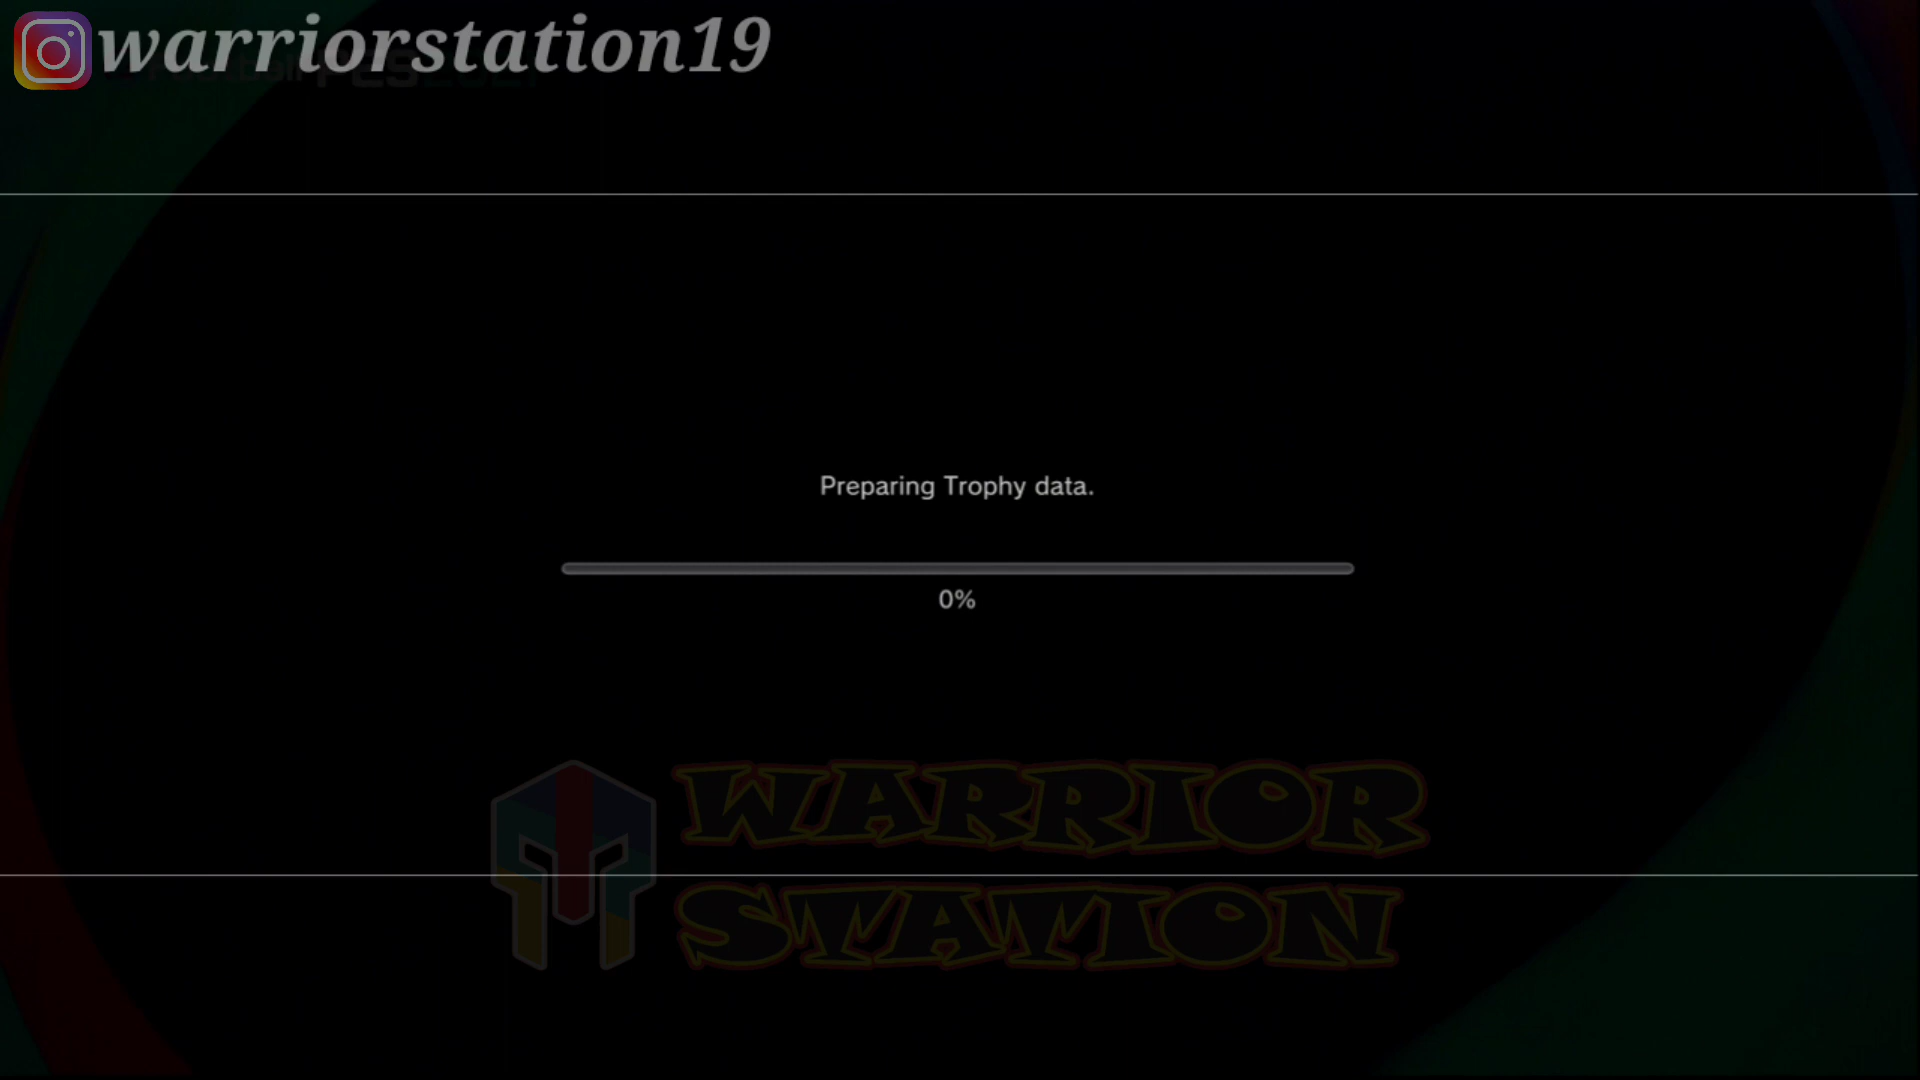 warriorstation19
Preparing Trophy data.
0%
WARRIOR
STATION